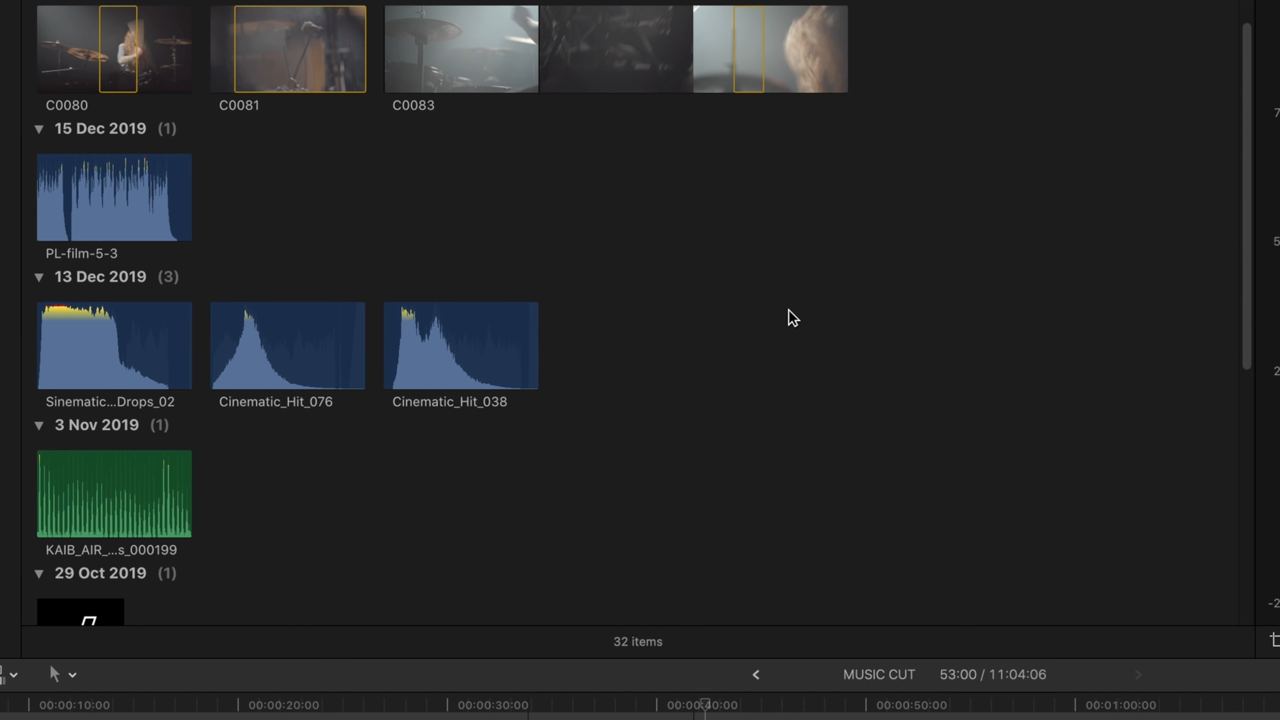 C0080 C0081 C0083
15 Dec 2019 (1)
PL-film-5-3
13 Dec 2019 (3)
Sinematic...Drops_02 Cinematic_Hit_076 Cinematic_Hit_038
3 Nov 2019 (1)
KAIB_AIR_...s_000199
29 Oct 2019 (1)
32 items
MUSIC CUT 53:00 / 11:04:06
00:00:10:00 00:00:20:00 00:00:30:00 00:00:40:00 00:00:50:00 00:01:00:00